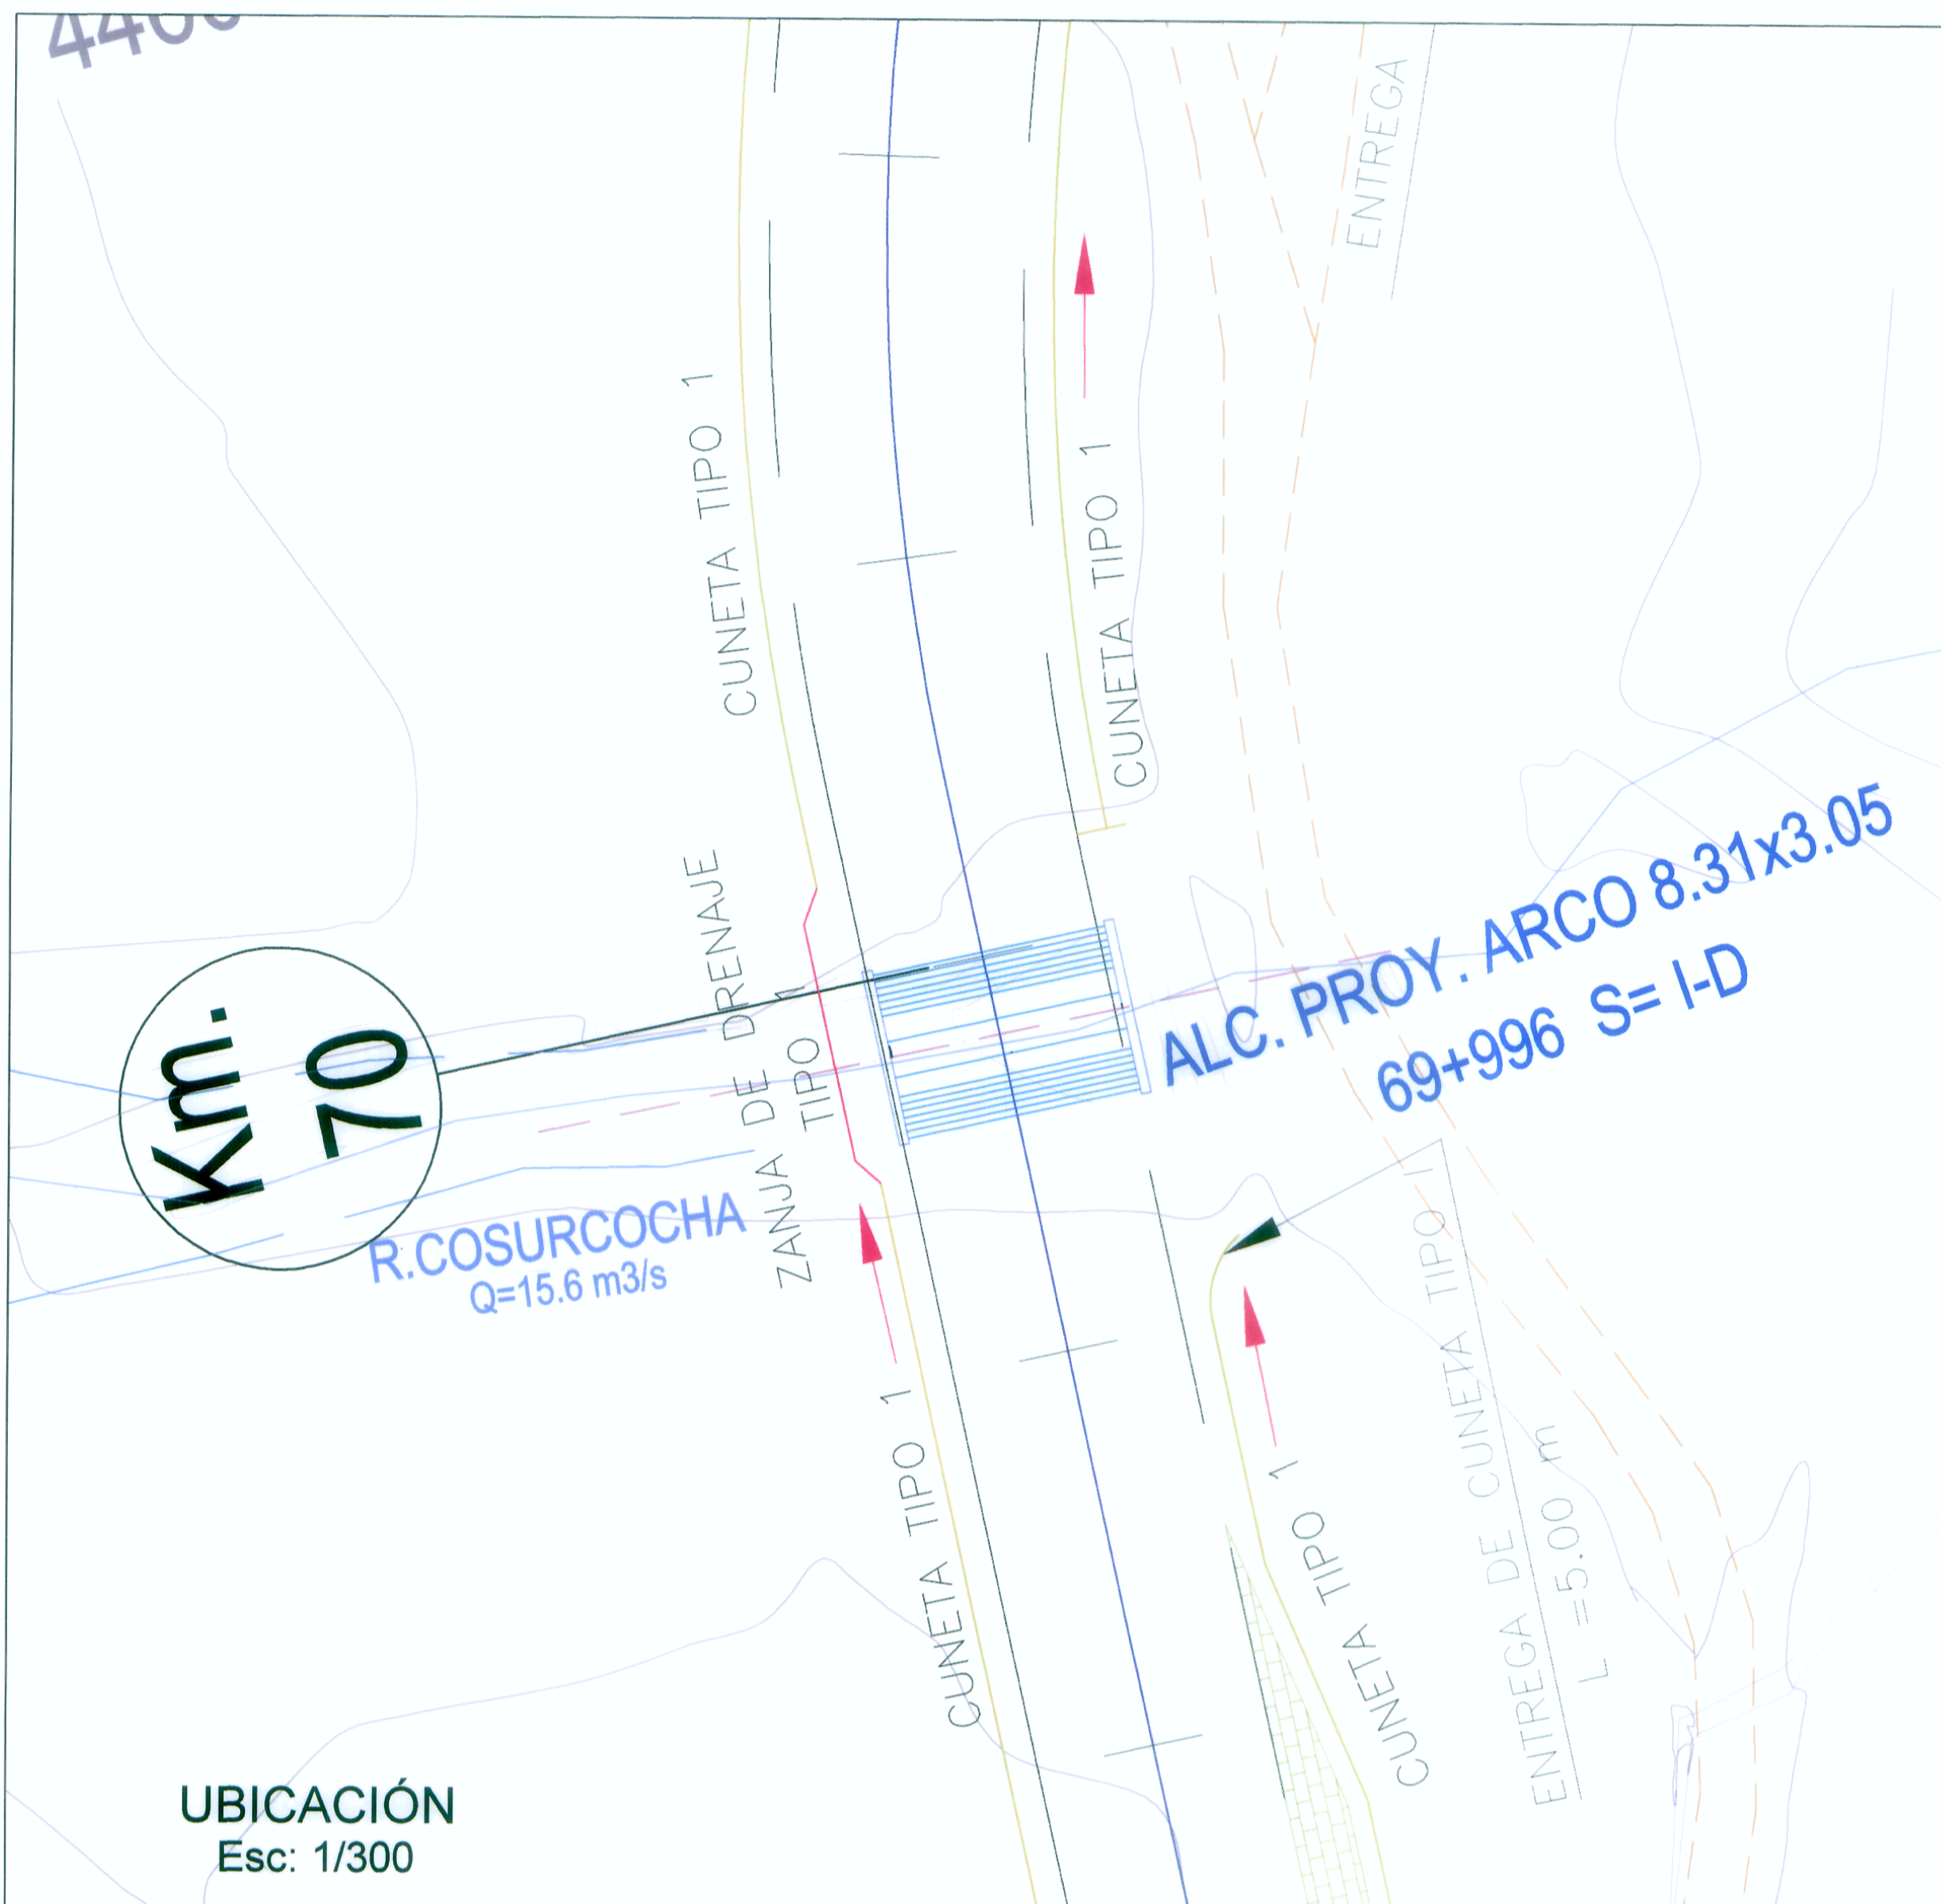 ENTREGA
CUNETA TIPO 1
CUNETA TIPO 1
ZANJA DE DRENAJE
TIPO 1
Km.
70
ALC. PROY. ARCO 8.31x3.05
69+996 S= I-D
R.COSURCOCHA
Q=15.6 m3/s
CUNETA TIPO 1
CUNETA TIPO 1
ENTREGA DE CUNETA TIPO I
L =5.00 m
UBICACIÓN
Esc: 1/300